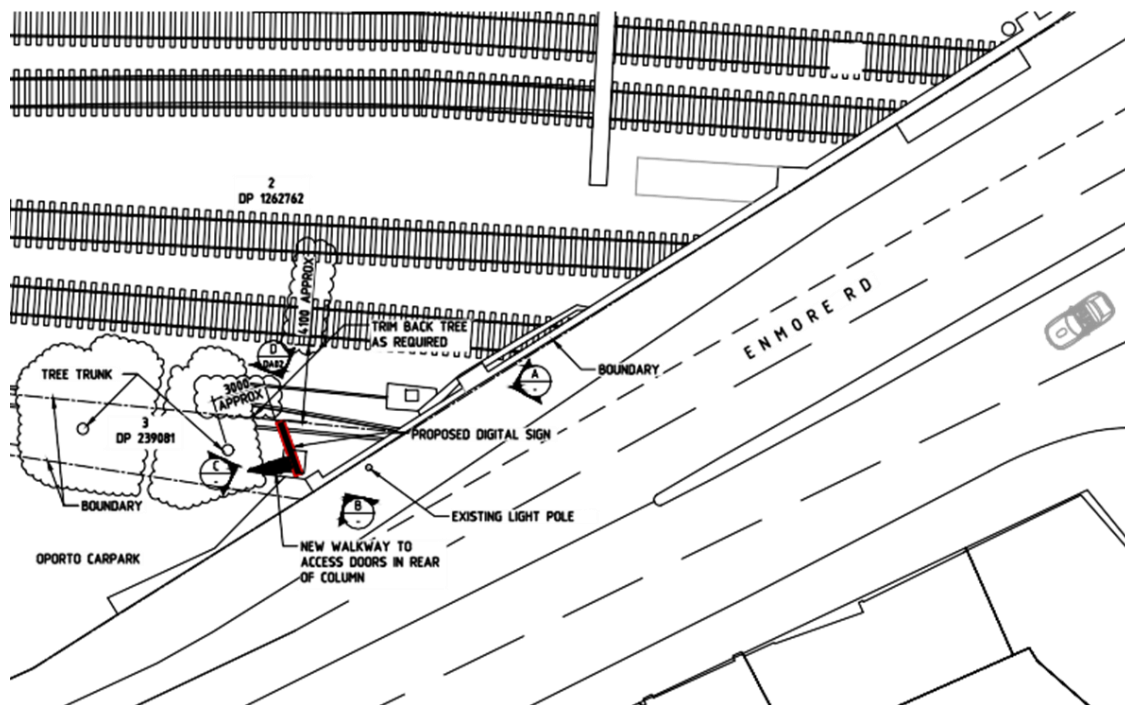 2
DP 1262762
ENMORE RD
4100 APPROX
TRIM BACK TREE
AS REQUIRED
D
DA02
BOUNDARY
A
-
TREE TRUNK
3000
APPROX
3
DP 239081
PROPOSED DIGITAL SIGN
C
-
BOUNDARY
B
-
EXISTING LIGHT POLE
OPORTO CARPARK
NEW WALKWAY TO
ACCESS DOORS IN REAR
OF COLUMN